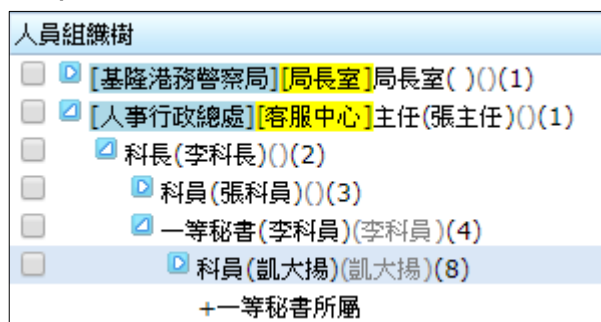 人員組織樹
[基隆港務警察局][局長室]局長室( )()(1)
[人事行政總處][客服中心]主任(張主任)()(1)
科長(李科長)()(2)
科員(張科員)()(3)
一等秘書(李科員)(李科員)(4)
科員(凱大揚)(凱大揚)(8)
+一等秘書所屬